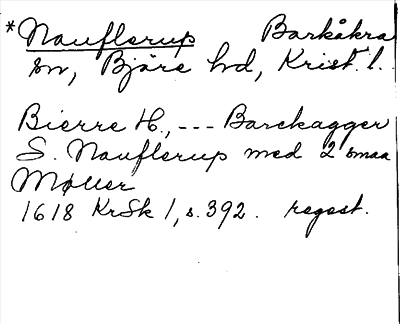 *Nauflerup Barkåkra
sn, Bjäre hd, Krist. l.
Bierre H., --- Barckagger
S. Nauflerup med 2 smaa
Møller
1618 KrSk 1, s. 392. regest.